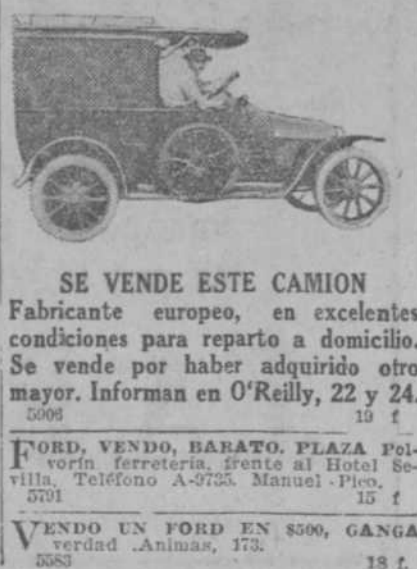 SE VENDE ESTE CAMION
Fabricante europeo, en excelentes
condiciones para reparto a domicilio.
Se vende por haber adquirido otro
mayor. Informan en O'Reilly, 22 y 24.
5906 19 f
FORD, VENDO, BARATO. PLAZA Pol-
vorín ferretería, frente al Hotel Se-
villa, Teléfono A-9735. Manuel Pico.
5791 15 f
VENDO UN FORD EN $500, GANGA
verdad .Animas, 173.
5583 18 f.